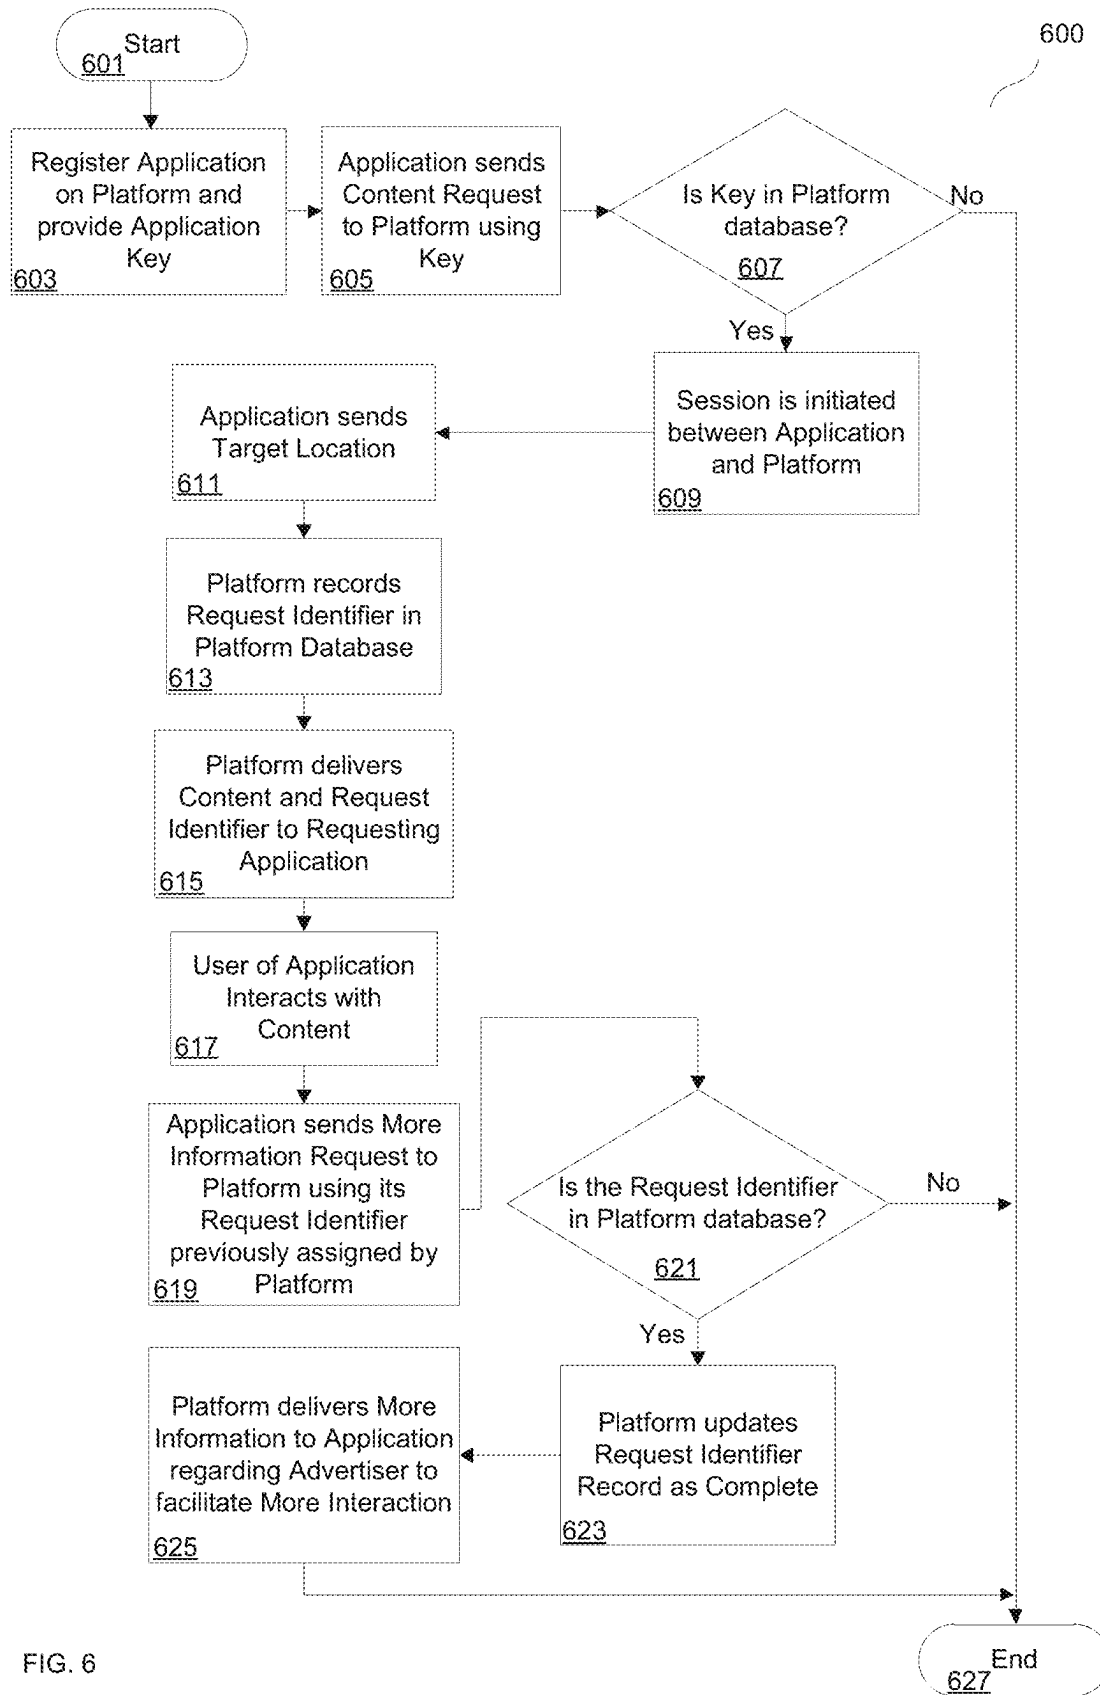 600
Start
601
Register Application
on Platform and
provide Application
Key
603
Application sends
Content Request
to Platform using
Key
605
Is Key in Platform
database?
607
No
Yes
Session is initiated
between Application
and Platform
609
Application sends
Target Location
611
Platform records
Request Identifier in
Platform Database
613
Platform delivers
Content and Request
Identifier to Requesting
Application
615
User of Application
Interacts with
Content
617
Application sends More
Information Request to
Platform using its
Request Identifier
previously assigned by
Platform
619
Is the Request Identifier
in Platform database?
621
No
Yes
Platform updates
Request Identifier
Record as Complete
623
Platform delivers More
Information to Application
regarding Advertiser to
facilitate More Interaction
625
End
627
FIG. 6